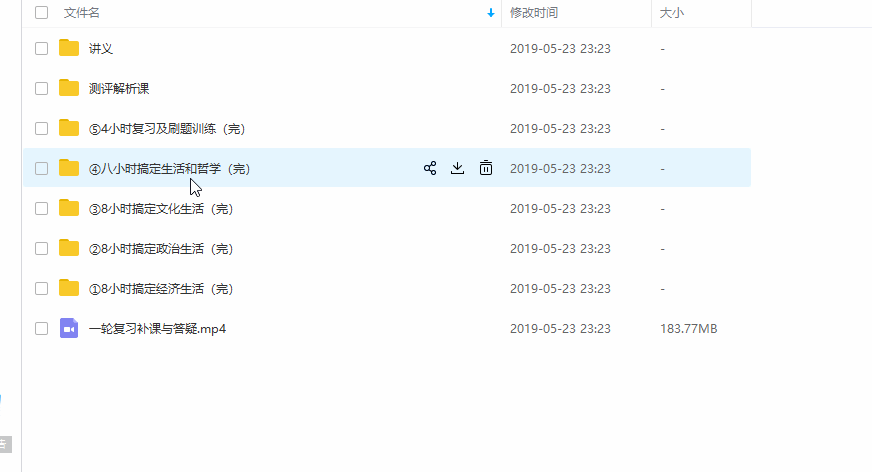 文件名 修改时间 大小
讲义 2019-05-23 23:23 -
测评解析课 2019-05-23 23:23 -
⑤4小时复习及刷题训练（完） 2019-05-23 23:23 -
④八小时搞定生活和哲学（完） 2019-05-23 23:23 -
③8小时搞定文化生活（完） 2019-05-23 23:23 -
②8小时搞定政治生活（完） 2019-05-23 23:23 -
①8小时搞定经济生活（完） 2019-05-23 23:23 -
一轮复习补课与答疑.mp4 2019-05-23 23:23 183.77MB